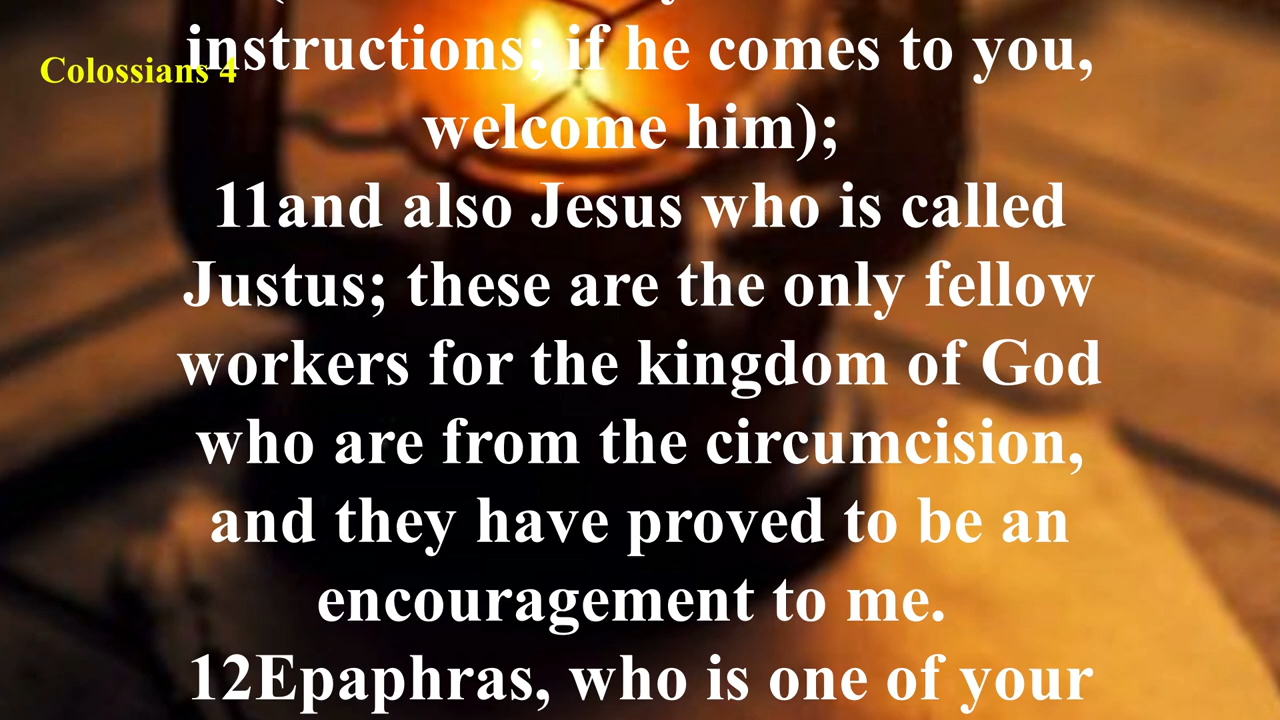 Colossians 4
instructions; if he comes to you,
welcome him);
11and also Jesus who is called
Justus; these are the only fellow
workers for the kingdom of God
who are from the circumcision,
and they have proved to be an
encouragement to me.
12Epaphras, who is one of your